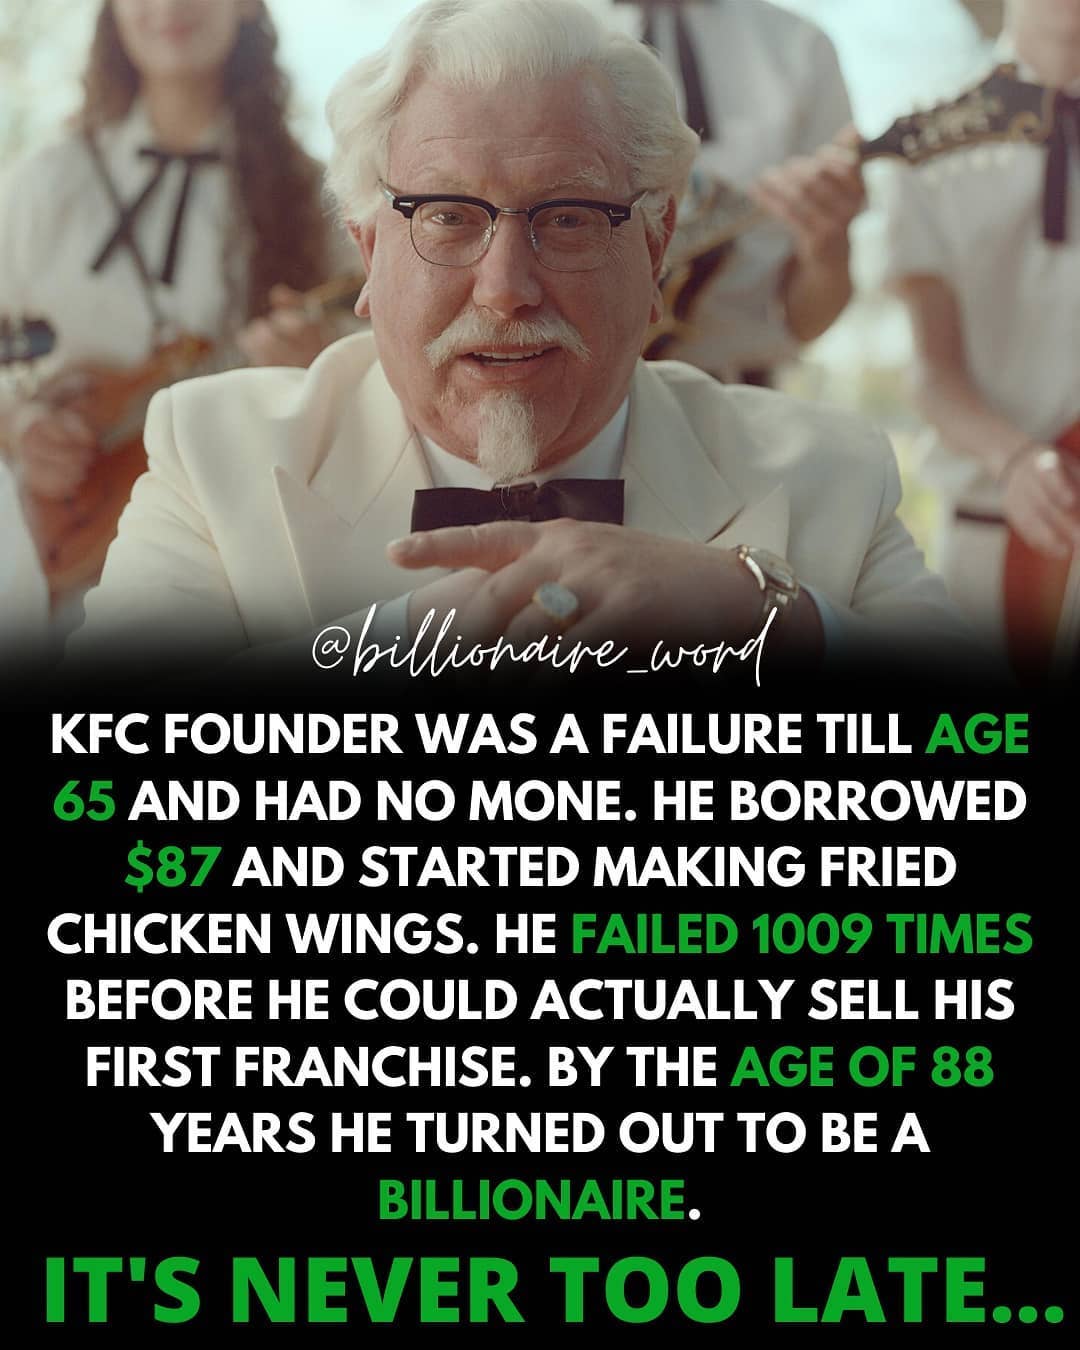 @billionaire_word
KFC FOUNDER WAS A FAILURE TILL AGE
65 AND HAD NO MONE. HE BORROWED
$87 AND STARTED MAKING FRIED
CHICKEN WINGS. HE FAILED 1009 TIMES
BEFORE HE COULD ACTUALLY SELL HIS
FIRST FRANCHISE. BY THE AGE OF 88
YEARS HE TURNED OUT TO BE A
BILLIONAIRE.
IT'S NEVER TOO LATE...